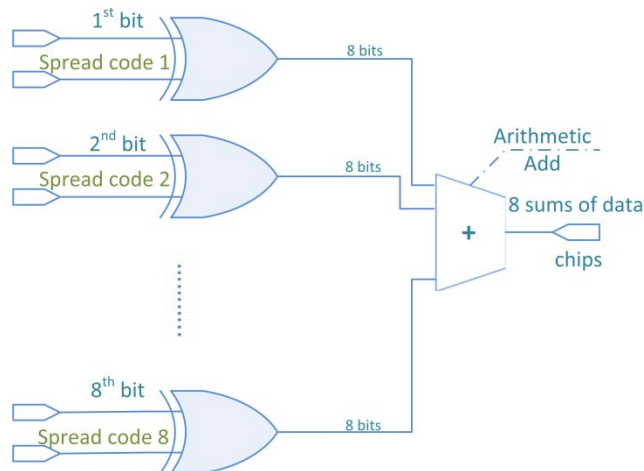 1st bit
Spread code 1
8 bits
2nd bit
Spread code 2
8 bits
Arithmetic
Add
8 sums of data
+
chips
8th bit
Spread code 8
8 bits